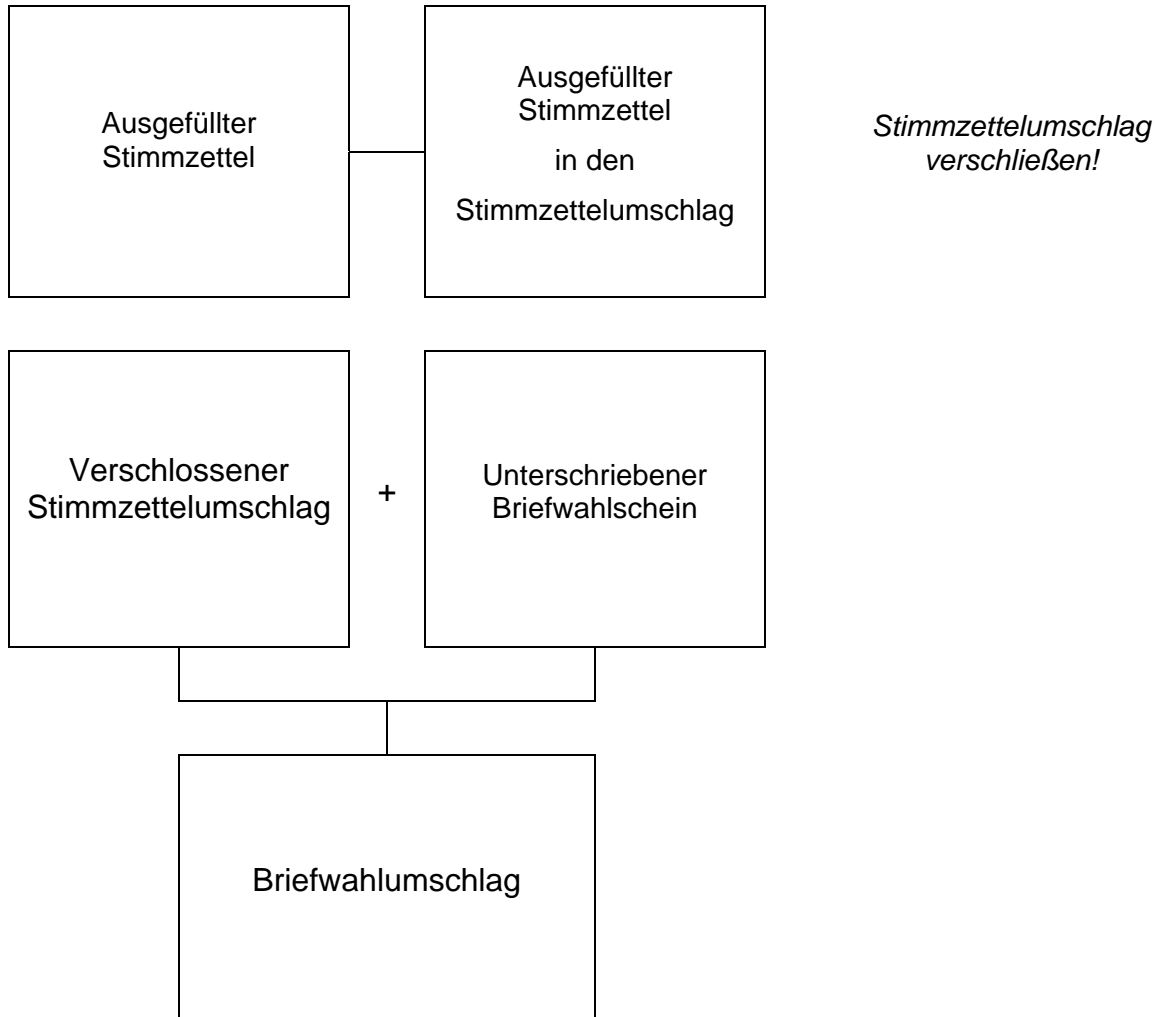 Ausgefüllter
Stimmzettel
Ausgefüllter
Stimmzettel
in den
Stimmzettelumschlag
Stimmzettelumschlag
verschließen!
Verschlossener
Stimmzettelumschlag
+
Unterschriebener
Briefwahlschein
Briefwahlumschlag